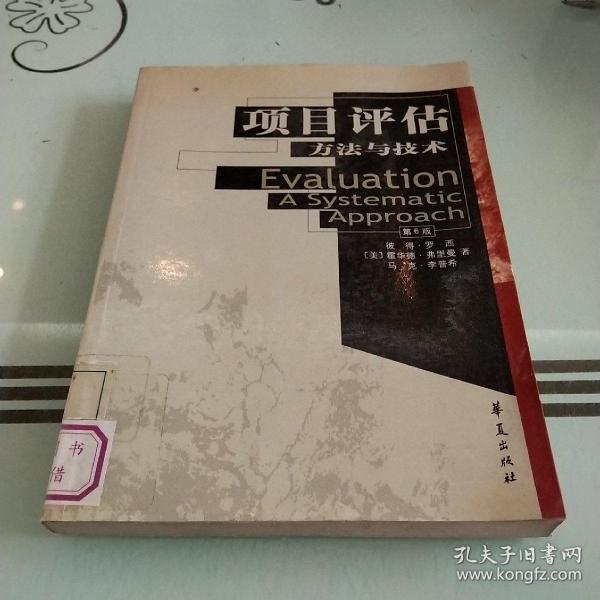 项目评估
方法与技术
Evaluation
A Systematic
Approach
第6版
彼得·罗西
〔美〕霍华德·弗里曼 著
马克·李普希
華夏出版社
书
借
孔夫子旧书网
www.kongfz.com